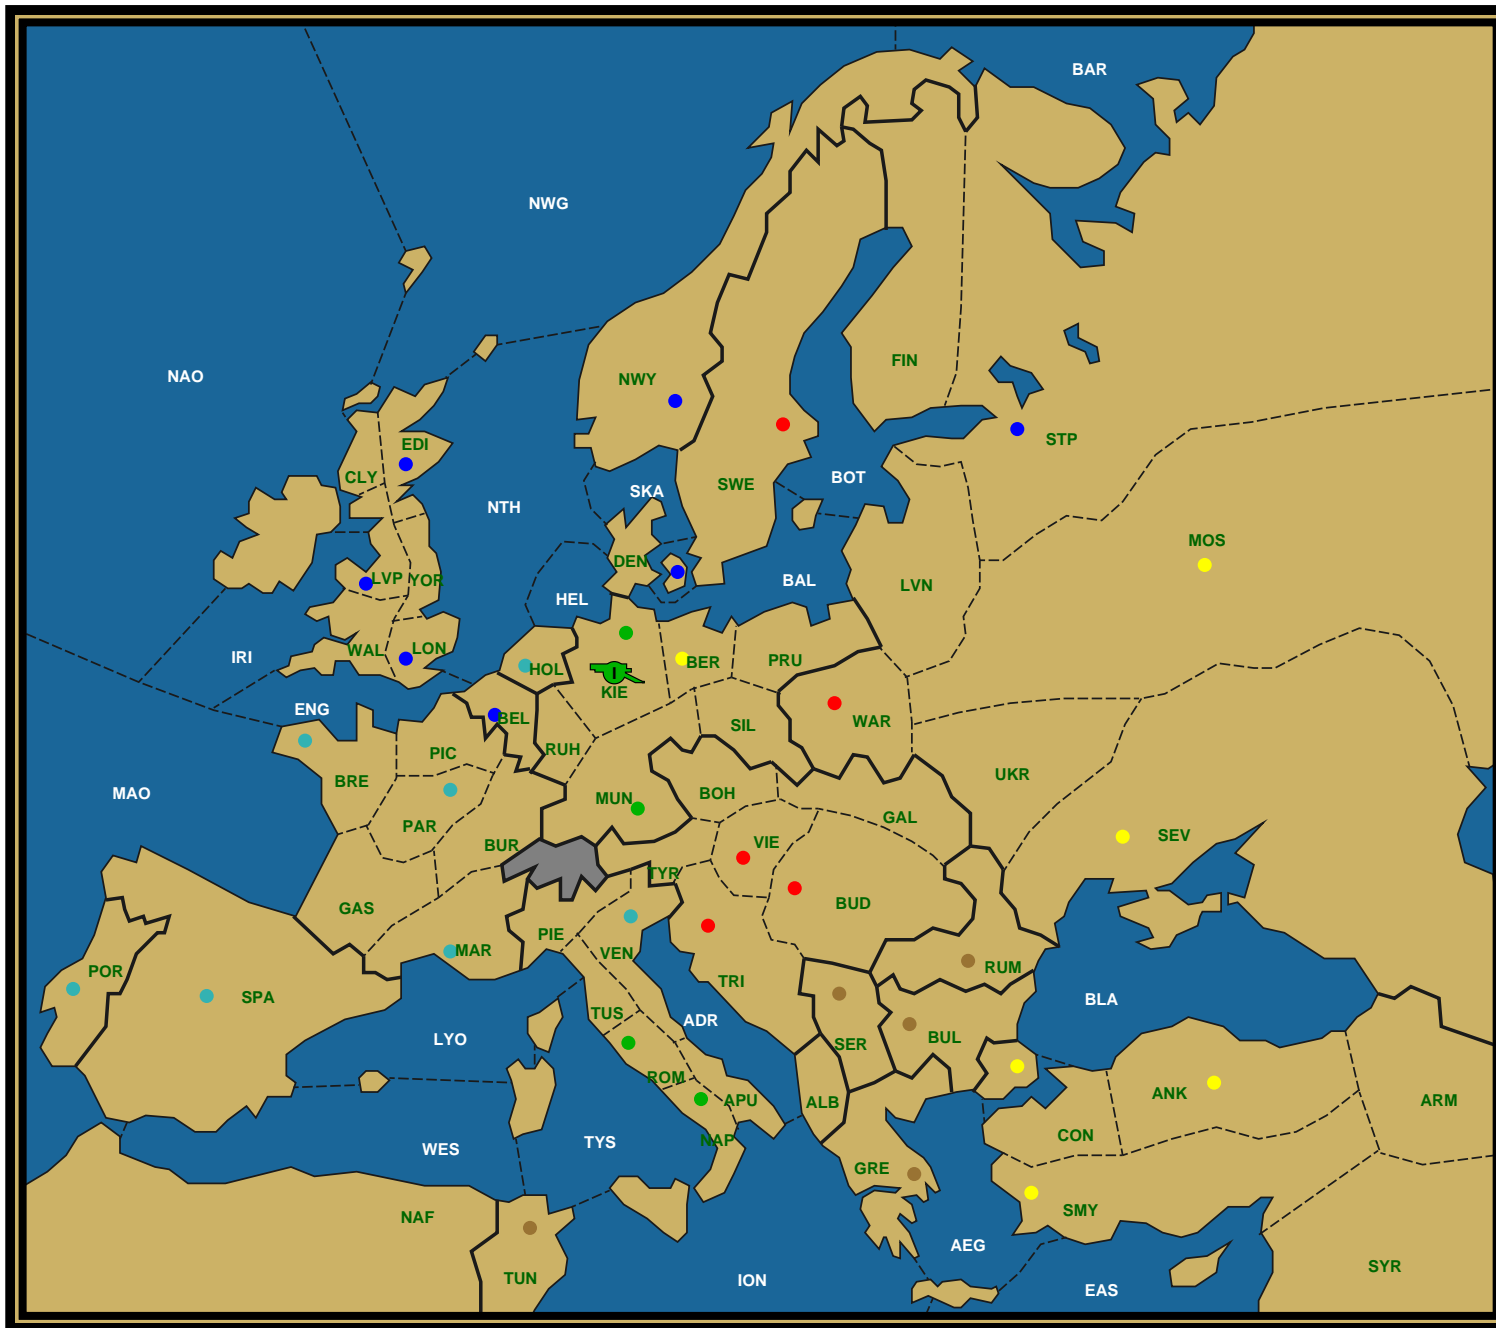 BAR
NWG
NAO
FIN
NWY
EDI
STP
CLY
BOT
SWE
SKA
NTH
MOS
DEN
LVP
YOR
BAL
LVN
HEL
LON
WAL
IRI
PRU
BER
HOL
KIE
ENG
BEL
WAR
SIL
RUH
PIC
UKR
BRE
MAO
BOH
MUN
GAL
PAR
SEV
VIE
BUR
TYR
BUD
GAS
PIE
MAR
VEN
RUM
POR
TRI
SPA
BLA
TUS
ADR
BUL
LYO
SER
ROM
ANK
APU
ARM
ALB
CON
NAP
TYS
WES
GRE
SMY
NAF
AEG
SYR
TUN
ION
EAS